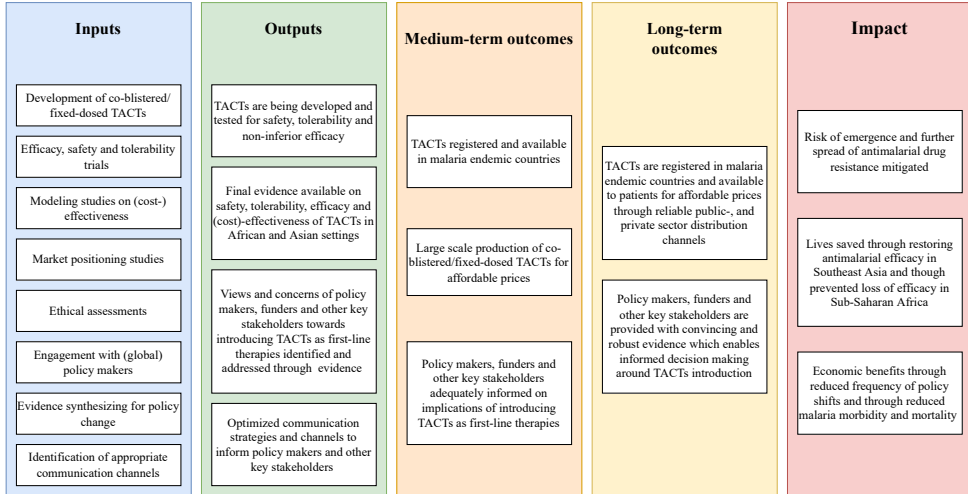 Inputs
Development of co-blistered/
fixed-dosed TACTs
Efficacy, safety and tolerability
trials
Modeling studies on (cost-)
effectiveness
Market positioning studies
Ethical assessments
Engagement with (global)
policy makers
Evidence synthesizing for policy
change
Identification of appropriate
communication channels
Outputs
TACTs are being developed and
tested for safety, tolerability and
non-inferior efficacy
Final evidence available on
safety, tolerability, efficacy and
(cost)-effectiveness of TACTs in
African and Asian settings
Views and concerns of policy
makers, funders and other key
stakeholders towards
introducing TACTs as first-line
therapies identified and
addressed through evidence
Optimized communication
strategies and channels to
inform policy makers and other
key stakeholders
Medium-term outcomes
TACTs registered and available
in malaria endemic countries
Large scale production of co-
blistered/fixed-dosed TACTs for
affordable prices
Policy makers, funders and
other key stakeholders
adequately informed on
implications of introducing
TACTs as first-line therapies
Long-term
outcomes
TACTs are registered in malaria
endemic countries and available
to patients for affordable prices
through reliable public-, and
private sector distribution
channels
Policy makers, funders and
other key stakeholders are
provided with convincing and
robust evidence which enables
informed decision making
around TACTs introduction
Impact
Risk of emergence and further
spread of antimalarial drug
resistance mitigated
Lives saved through restoring
antimalarial efficacy in
Southeast Asia and though
prevented loss of efficacy in
Sub-Saharan Africa
Economic benefits through
reduced frequency of policy
shifts and through reduced
malaria morbidity and mortality